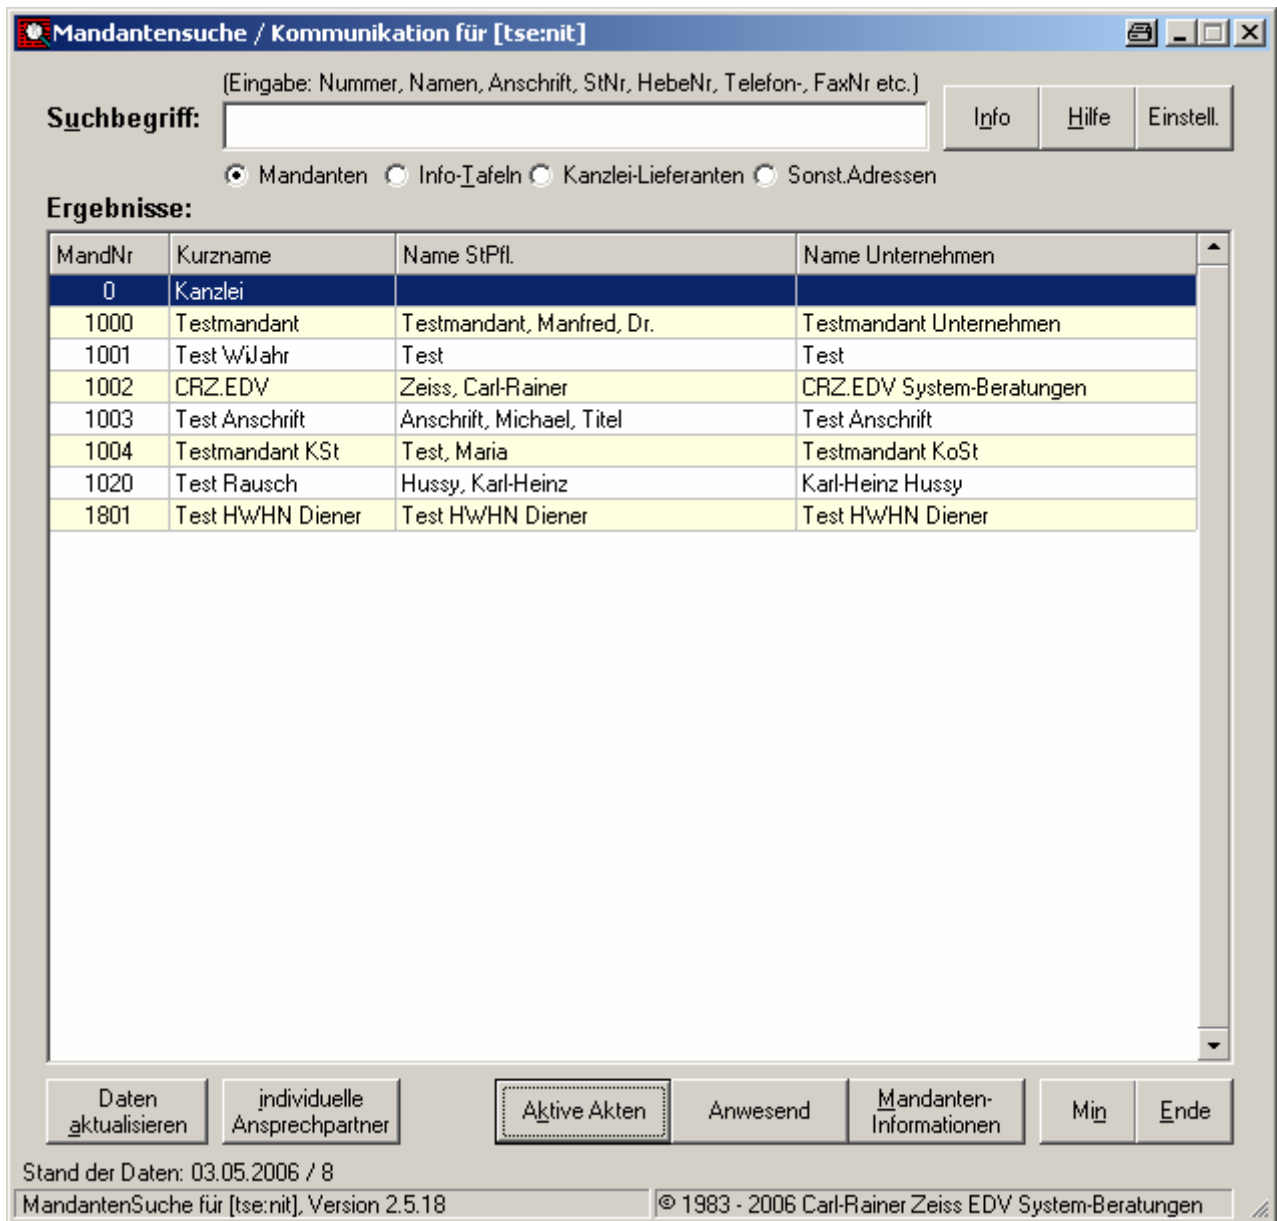 Mandantensuche / Kommunikation für [tse:nit]
(Eingabe: Nummer, Namen, Anschrift, StNr, HebeNr, Telefon-, FaxNr etc.)
Suchbegriff:
Info Hilfe Einstell.
Mandanten Info-Tafeln Kanzlei-Lieferanten Sonst.Adressen
Ergebnisse:
MandNr Kurzname Name StPfl. Name Unternehmen
0 Kanzlei
1000 Testmandant Testmandant, Manfred, Dr. Testmandant Unternehmen
1001 Test WiJahr Test Test
1002 CRZ.EDV Zeiss, Carl-Rainer CRZ.EDV System-Beratungen
1003 Test Anschrift Anschrift, Michael, Titel Test Anschrift
1004 Testmandant KSt Test, Maria Testmandant KoSt
1020 Test Rausch Hussy, Karl-Heinz Karl-Heinz Hussy
1801 Test HWHN Diener Test HWHN Diener Test HWHN Diener
Daten
aktualisieren
individuelle
Ansprechpartner
Aktive Akten
Anwesend
Mandanten-
Informationen
Min
Ende
Stand der Daten: 03.05.2006 / 8
MandantenSuche für [tse:nit], Version 2.5.18
© 1983 - 2006 Carl-Rainer Zeiss EDV System-Beratungen